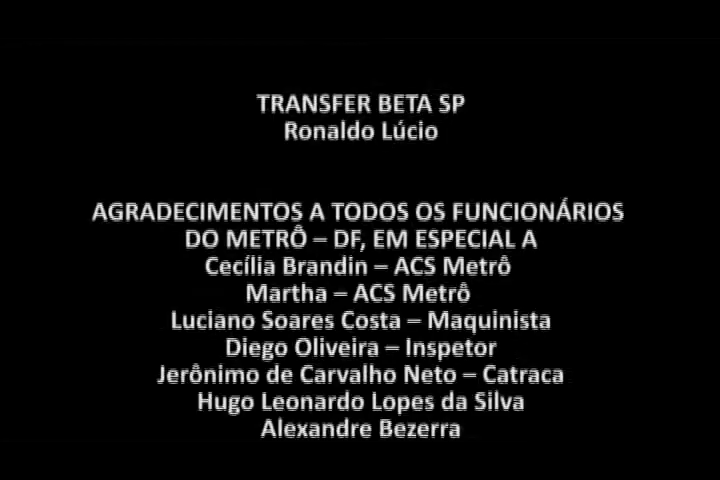 TRANSFER BETA SP
Ronaldo Lúcio
AGRADECIMENTOS A TODOS OS FUNCIONÁRIOS
DO METRÔ – DF, EM ESPECIAL A
Cecília Brandin – ACS Metrô
Martha – ACS Metrô
Luciano Soares Costa – Maquinista
Diego Oliveira – Inspetor
Jerônimo de Carvalho Neto – Catraca
Hugo Leonardo Lopes da Silva
Alexandre Bezerra